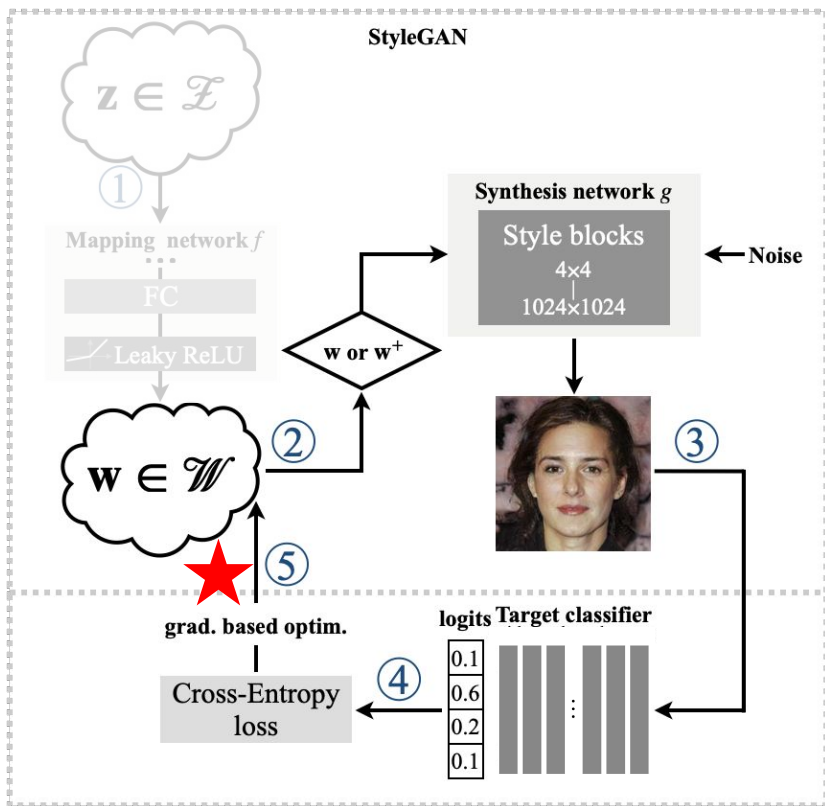 StyleGAN
z ∈ 𝒵
①
Mapping network f
...
FC
Leaky ReLU
w ∈ 𝒲
②
w or w⁺
Synthesis network g
Style blocks
4×4
1024×1024
Noise
③
⑤
grad. based optim.
logits
Target classifier
0.1
0.6
0.2
0.1
④
Cross-Entropy
loss